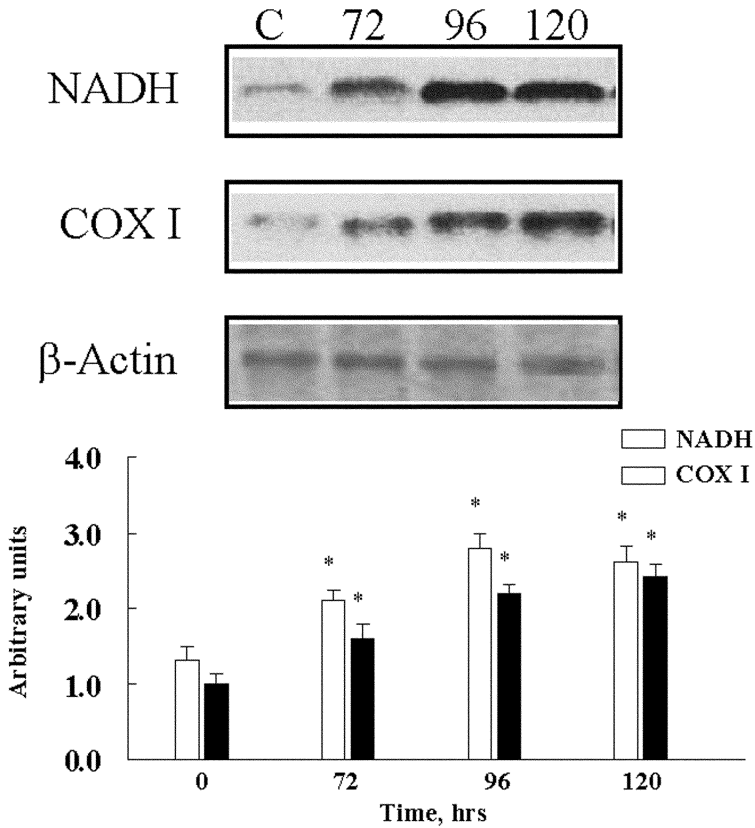 C 72 96 120
NADH
COX I
β-Actin
NADH
COX I
4.0
3.0
2.0
1.0
0.0
Arbitrary units
* * * * * *
0 72 96 120
Time, hrs